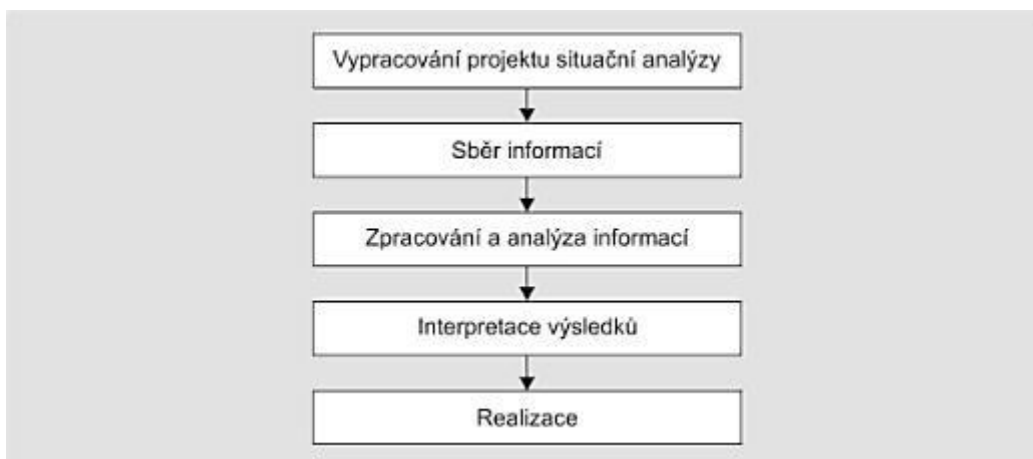 Vypracování projektu situační analýzy
Sběr informací
Zpracování a analýza informací
Interpretace výsledků
Realizace